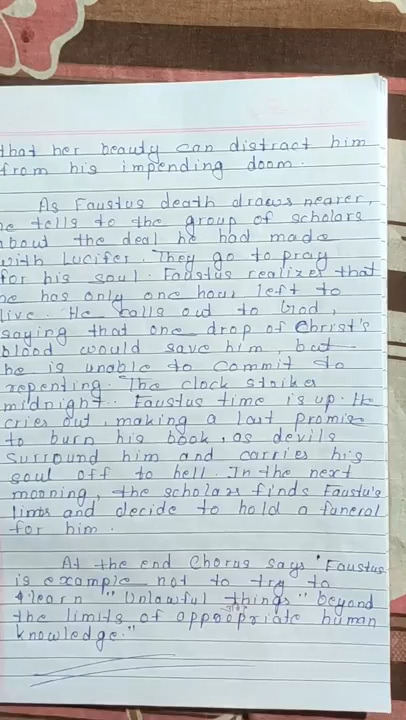 that her beauty can distract him
from his impending doom.
As Faustus death draws nearer,
he tells to the group of scholars
about the deal he had made
with Lucifer. They go to pray
for his soul. Faustus realizes that
he has only one hour left to
live. He calls out to God,
saying that one drop of Christ's
blood would save him, but
he is unable to commit to
repenting. The clock strikes
midnight. Faustus time is up. He
cries out, making a last promise
to burn his book, as devils
surround him and carries his
soul off to hell. In the next
mooning, the scholars finds Faustu's
limbs and decide to hold a funeral
for him.
At the end Chorus says "Faustus
is example not to try to
learn "Unlawful things" beyond
the limits of appropriate human
knowledge."